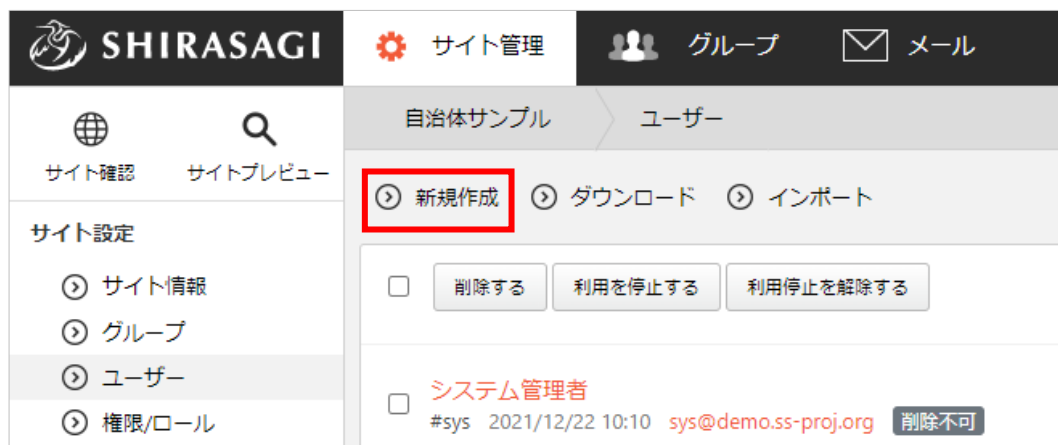 SHIRASAGI
サイト管理
グループ
メール
サイト確認
サイトプレビュー
自治体サンプル
ユーザー
新規作成
ダウンロード
インポート
サイト設定
サイト情報
グループ
ユーザー
権限/ロール
削除する
利用を停止する
利用停止を解除する
システム管理者
#sys 2021/12/22 10:10 sys@demo.ss-proj.org 削除不可